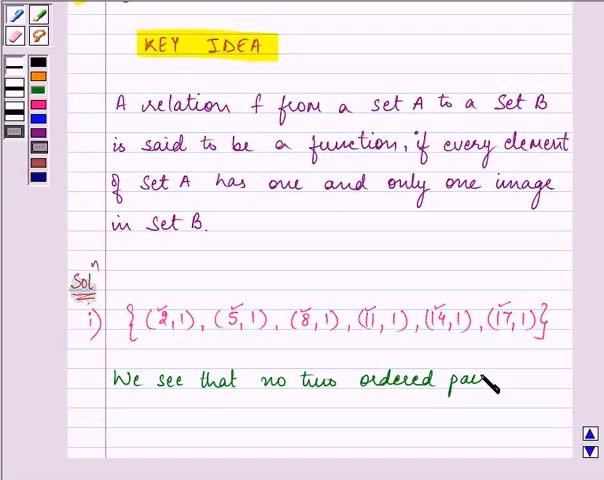 KEY IDEA
A relation f from a set A to a set B
is said to be a function, if every element
of set A has one and only one image
in set B.
Solⁿ
i) {(2,1), (5,1), (8,1), (11,1), (14,1), (17,1)}
We see that no two ordered pai